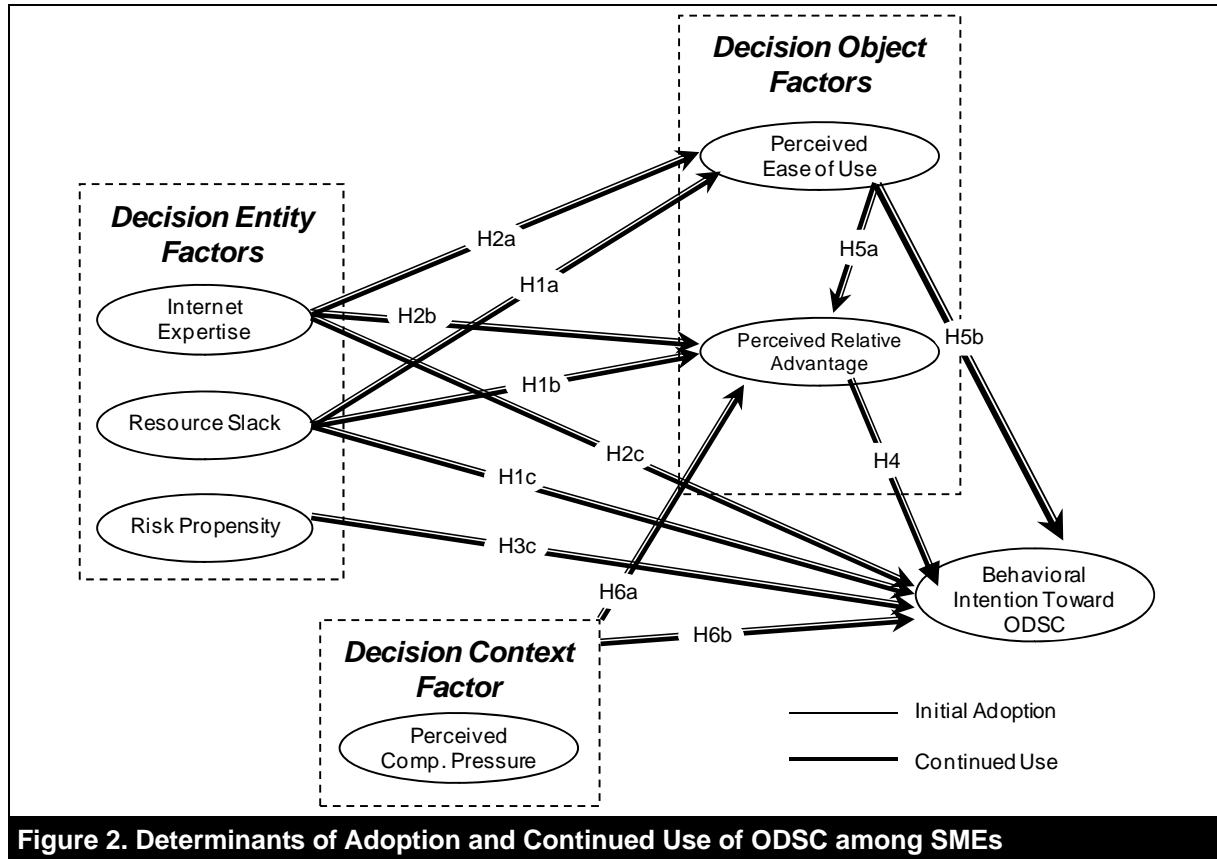 Decision Object
Factors
Perceived
Ease of Use
Decision Entity
Factors
H2a
H5a
H1a
Internet
Expertise
H2b
Perceived Relative
Advantage
H5b
H1b
Resource Slack
H2c
H4
H1c
Risk Propensity
H3c
Behavioral
Intention Toward
ODSC
H6a
H6b
Decision Context
Factor
Initial Adoption
Perceived
Comp. Pressure
Continued Use
Figure 2. Determinants of Adoption and Continued Use of ODSC among SMEs